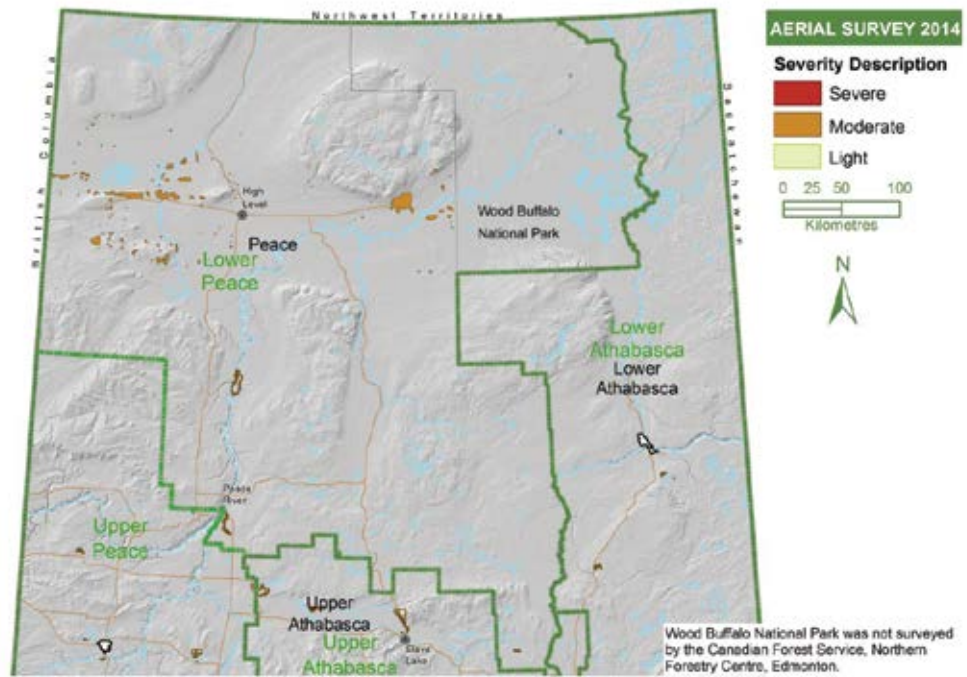 Northwest Territories
British Columbia
Saskatchewan
AERIAL SURVEY 2014
Severity Description
Severe
Moderate
Light
0 25 50 100
Kilometres
N
High
Level
Peace
Lower
Peace
Wood Buffalo
National Park
Lower
Athabasca
Lower
Athabasca
Peace
River
Upper
Peace
Upper
Athabasca
Upper
Athabasca
Slave
Lake
Wood Buffalo National Park was not surveyed
by the Canadian Forest Service, Northern
Forestry Centre, Edmonton.